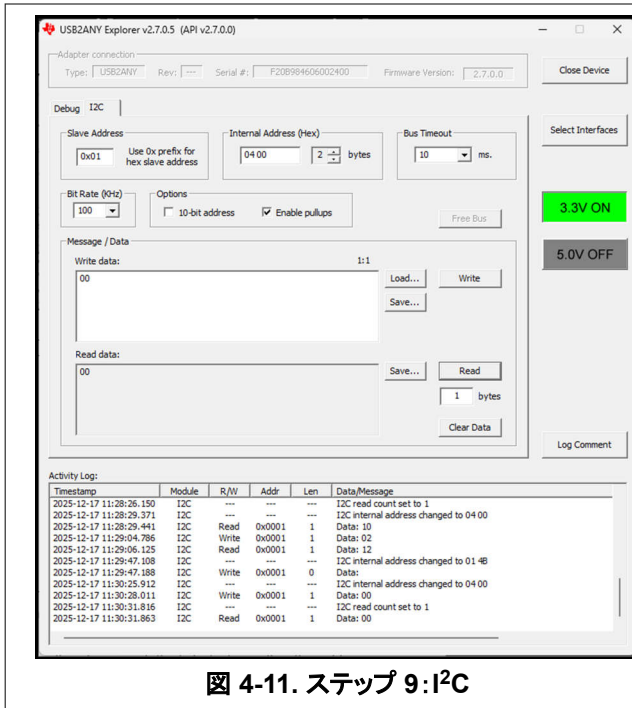 USB2ANY Explorer v2.7.0.5 (API v2.7.0.0)
Adapter connection
Type: USB2ANY Rev: --- Serial #: F20B984606002400 Firmware Version: 2.7.0.0
Close Device
Debug I2C
Select Interfaces
Slave Address
0x01 Use 0x prefix for
hex slave address
Internal Address (Hex)
04 00 2 bytes
Bus Timeout
10 ms.
Bit Rate (KHz)
100
Options
10-bit address Enable pullups
Free Bus
3.3V ON
5.0V OFF
Message / Data
Write data: 1:1
00
Load... Write
Save...
Read data:
00
Save... Read
1 bytes
Clear Data
Log Comment
Activity Log:
Timestamp Module R/W Addr Len Data/Message
2025-12-17 11:28:26.150 I2C --- --- --- I2C read count set to 1
2025-12-17 11:28:29.371 I2C --- --- --- I2C internal address changed to 04 00
2025-12-17 11:28:29.441 I2C Read 0x0001 1 Data: 10
2025-12-17 11:29:04.786 I2C Write 0x0001 1 Data: 02
2025-12-17 11:29:06.125 I2C Read 0x0001 1 Data: 12
2025-12-17 11:29:47.108 I2C --- --- --- I2C internal address changed to 01 4B
2025-12-17 11:29:47.188 I2C Write 0x0001 0 Data:
2025-12-17 11:30:25.912 I2C --- --- --- I2C internal address changed to 04 00
2025-12-17 11:30:28.011 I2C Write 0x0001 1 Data: 00
2025-12-17 11:30:31.816 I2C --- --- --- I2C read count set to 1
2025-12-17 11:30:31.863 I2C Read 0x0001 1 Data: 00
図 4-11. ステップ 9:I²C